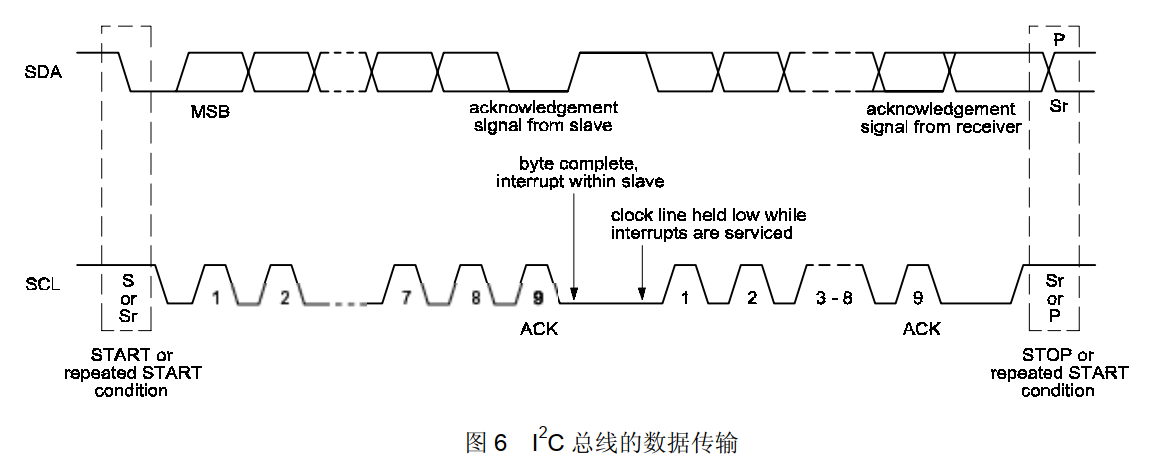 P
SDA
MSB
acknowledgement
signal from slave
acknowledgement
signal from receiver
Sr
byte complete,
interrupt within slave
clock line held low while
interrupts are serviced
SCL
S
or
Sr
1
2
7
8
9
1
2
3 - 8
9
Sr
or
P
ACK
ACK
START or
repeated START
condition
STOP or
repeated START
condition
图 6 I²C 总线的数据传输